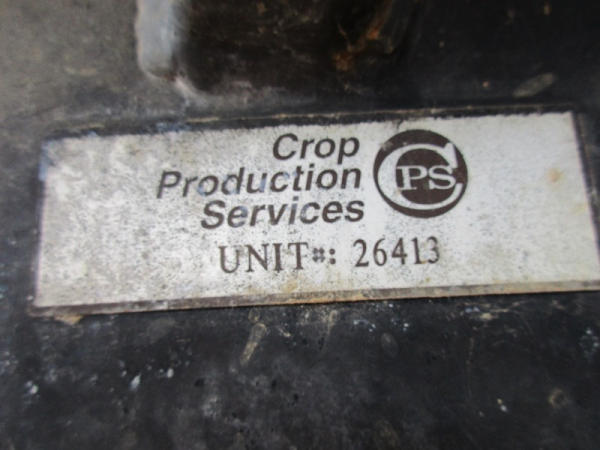 Crop
Production
Services
CPS
UNIT#: 26413